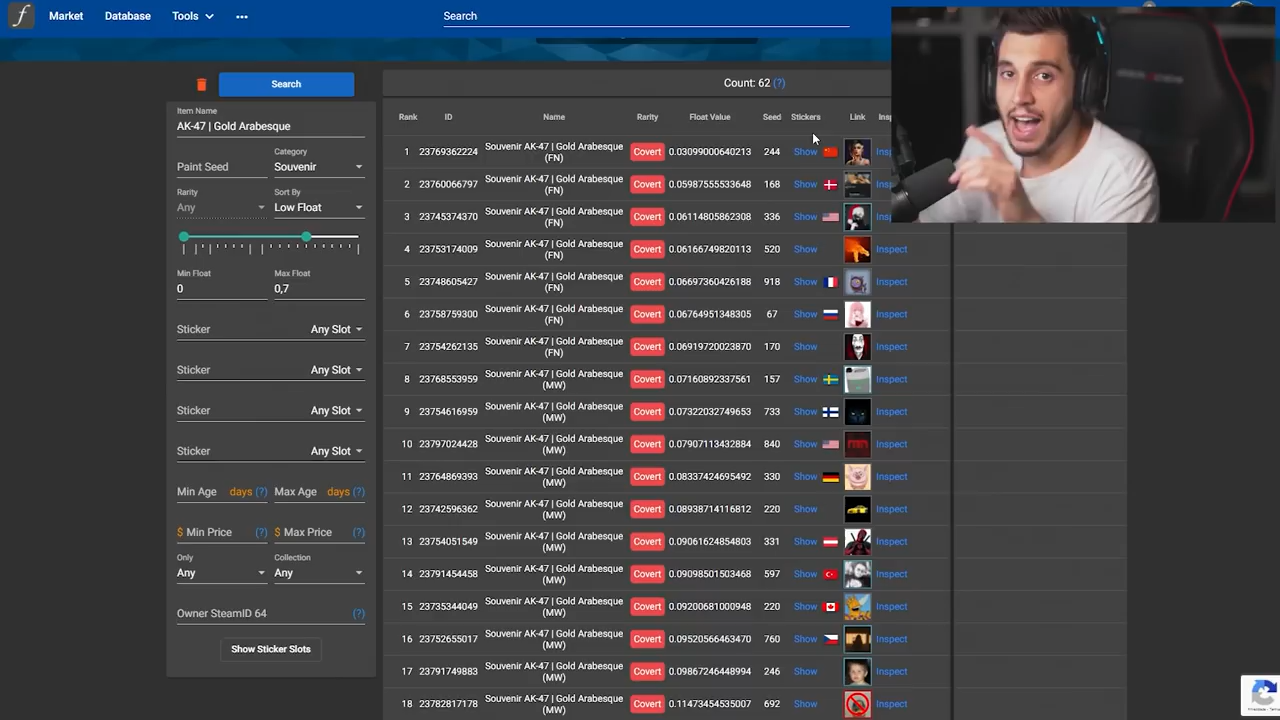 f Market Database Tools ••• Search
Search Count: 62 (?)
Item Name
AK-47 | Gold Arabesque
Paint Seed
Category
Souvenir
Rarity
Any
Sort By
Low Float
Min Float
0
Max Float
0,7
Sticker Any Slot
Sticker Any Slot
Sticker Any Slot
Sticker Any Slot
Min Age days (?) Max Age days (?)
$ Min Price (?) $ Max Price (?)
Only
Any
Collection
Any
Owner SteamID 64 (?)
Show Sticker Slots
Rank ID Name Rarity Float Value Seed Stickers Link
1 23769362224 Souvenir AK-47 | Gold Arabesque (FN) Covert 0.03099000640213 244 Show
2 23760096797 Souvenir AK-47 | Gold Arabesque (FN) Covert 0.05987555533648 168 Show
3 23745374370 Souvenir AK-47 | Gold Arabesque (FN) Covert 0.06114805862308 336 Show
4 23753174009 Souvenir AK-47 | Gold Arabesque (FN) Covert 0.06166749820113 520 Show Inspect
5 23748692427 Souvenir AK-47 | Gold Arabesque (FN) Covert 0.06697360426188 918 Show Inspect
6 23758759300 Souvenir AK-47 | Gold Arabesque (FN) Covert 0.06764951348305 67 Show Inspect
7 23754262135 Souvenir AK-47 | Gold Arabesque (FN) Covert 0.06919720023870 170 Show Inspect
8 23768553959 Souvenir AK-47 | Gold Arabesque (MW) Covert 0.07160892337561 157 Show Inspect
9 23754616959 Souvenir AK-47 | Gold Arabesque (MW) Covert 0.07322032749653 733 Show Inspect
10 23797024428 Souvenir AK-47 | Gold Arabesque (MW) Covert 0.07907113432884 840 Show Inspect
11 23764869393 Souvenir AK-47 | Gold Arabesque (MW) Covert 0.08337424695492 330 Show Inspect
12 23742596362 Souvenir AK-47 | Gold Arabesque (MW) Covert 0.08938714116812 220 Show Inspect
13 23754051549 Souvenir AK-47 | Gold Arabesque (MW) Covert 0.09061624854803 331 Show Inspect
14 23791454458 Souvenir AK-47 | Gold Arabesque (MW) Covert 0.09098501503468 597 Show Inspect
15 23735344049 Souvenir AK-47 | Gold Arabesque (MW) Covert 0.09200681000948 220 Show Inspect
16 23752655017 Souvenir AK-47 | Gold Arabesque (MW) Covert 0.09520566463470 760 Show Inspect
17 23791749883 Souvenir AK-47 | Gold Arabesque (MW) Covert 0.09867246448994 246 Show Inspect
18 23782817178 Souvenir AK-47 | Gold Arabesque (MW) Covert 0.11473454535007 692 Show Inspect